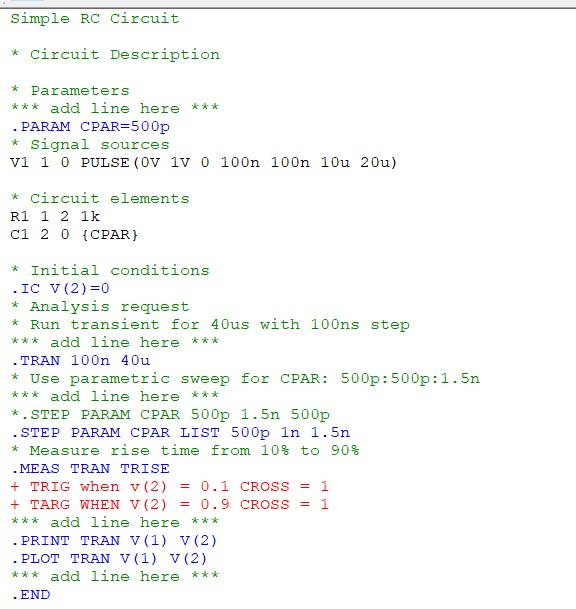 Simple RC Circuit
* Circuit Description
* Parameters
*** add line here ***
.PARAM CPAR=500p
* Signal sources
V1 1 0 PULSE(0V 1V 0 100n 100n 10u 20u)
* Circuit elements
R1 1 2 1k
C1 2 0 {CPAR}
* Initial conditions
.IC V(2)=0
* Analysis request
* Run transient for 40us with 100ns step
*** add line here ***
.TRAN 100n 40u
* Use parametric sweep for CPAR: 500p:500p:1.5n
*** add line here ***
*.STEP PARAM CPAR 500p 1.5n 500p
.STEP PARAM CPAR LIST 500p 1n 1.5n
* Measure rise time from 10% to 90%
.MEAS TRAN TRISE
+ TRIG when v(2) = 0.1 CROSS = 1
+ TARG WHEN V(2) = 0.9 CROSS = 1
*** add line here ***
.PRINT TRAN V(1) V(2)
.PLOT TRAN V(1) V(2)
*** add line here ***
.END